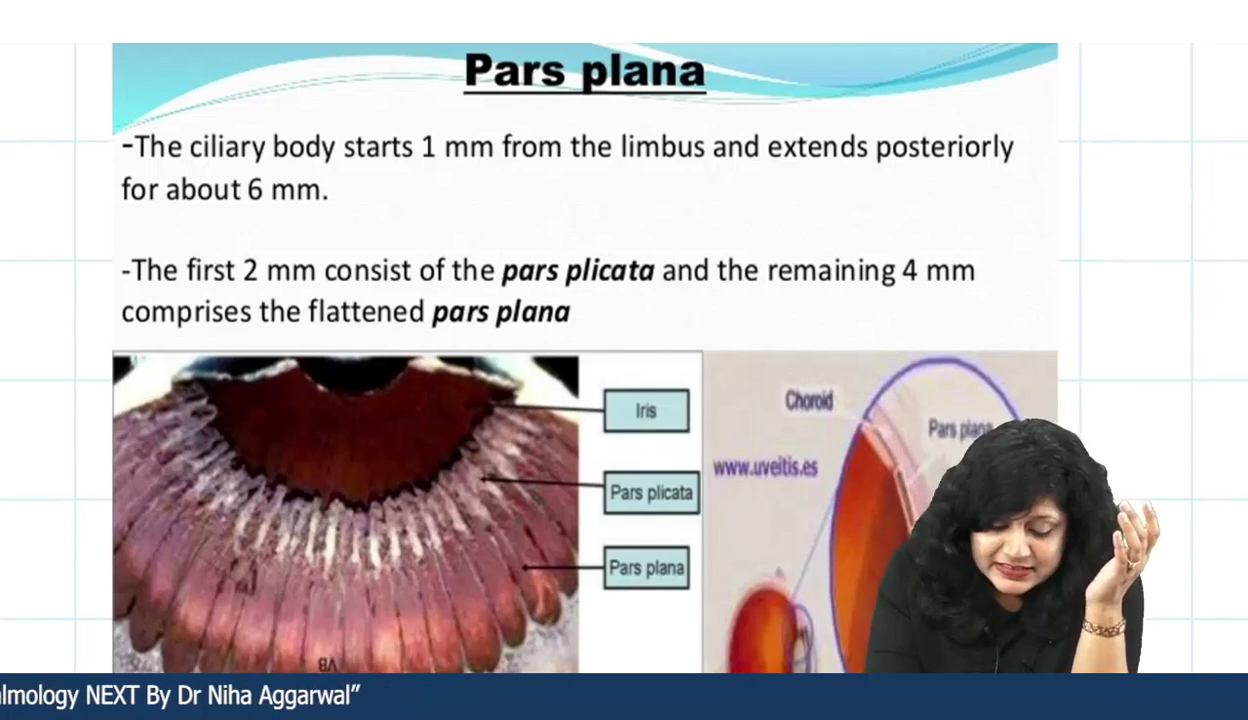 Pars plana
-The ciliary body starts 1 mm from the limbus and extends posteriorly
for about 6 mm.
-The first 2 mm consist of the pars plicata and the remaining 4 mm
comprises the flattened pars plana
Iris
Pars plicata
Pars plana
Choroid
Pars plana
www.uveitis.es
almology NEXT By Dr Niha Aggarwal”